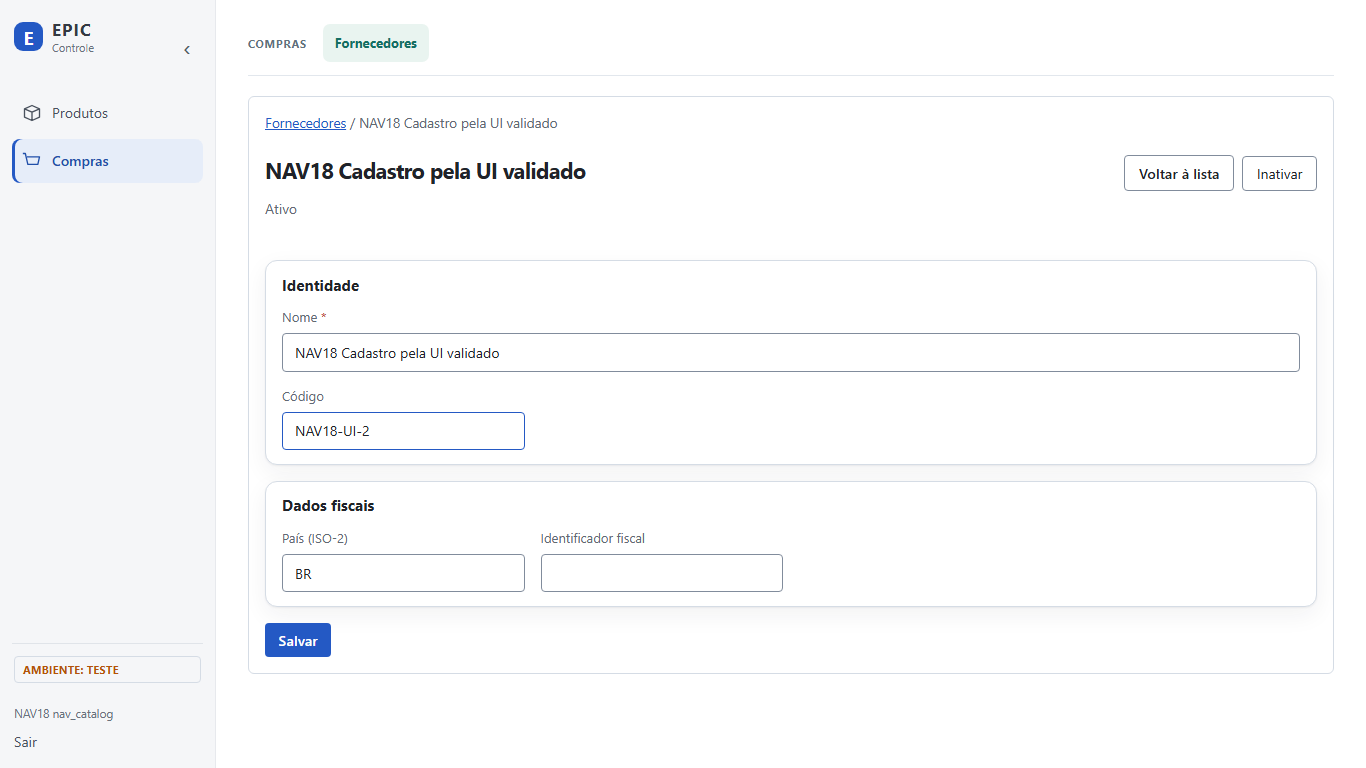 E
EPIC
Controle
Produtos
Compras
AMBIENTE: TESTE
NAV18 nav_catalog
Sair
COMPRAS
Fornecedores
Fornecedores / NAV18 Cadastro pela UI validado
NAV18 Cadastro pela UI validado
Voltar à lista
Inativar
Ativo
Identidade
Nome *
NAV18 Cadastro pela UI validado
Código
NAV18-UI-2
Dados fiscais
País (ISO-2)
Identificador fiscal
BR
Salvar